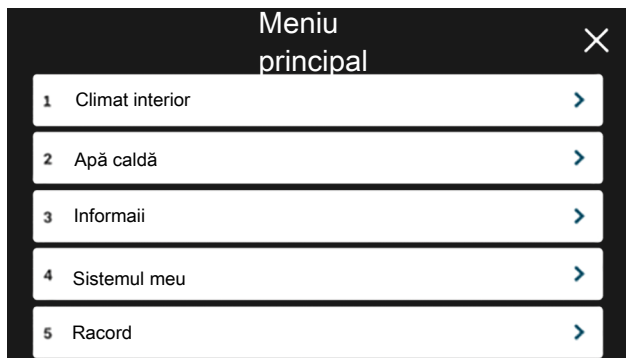 Meniu
principal
1 Climat interior
2 Apă caldă
3 Informaii
4 Sistemul meu
5 Racord